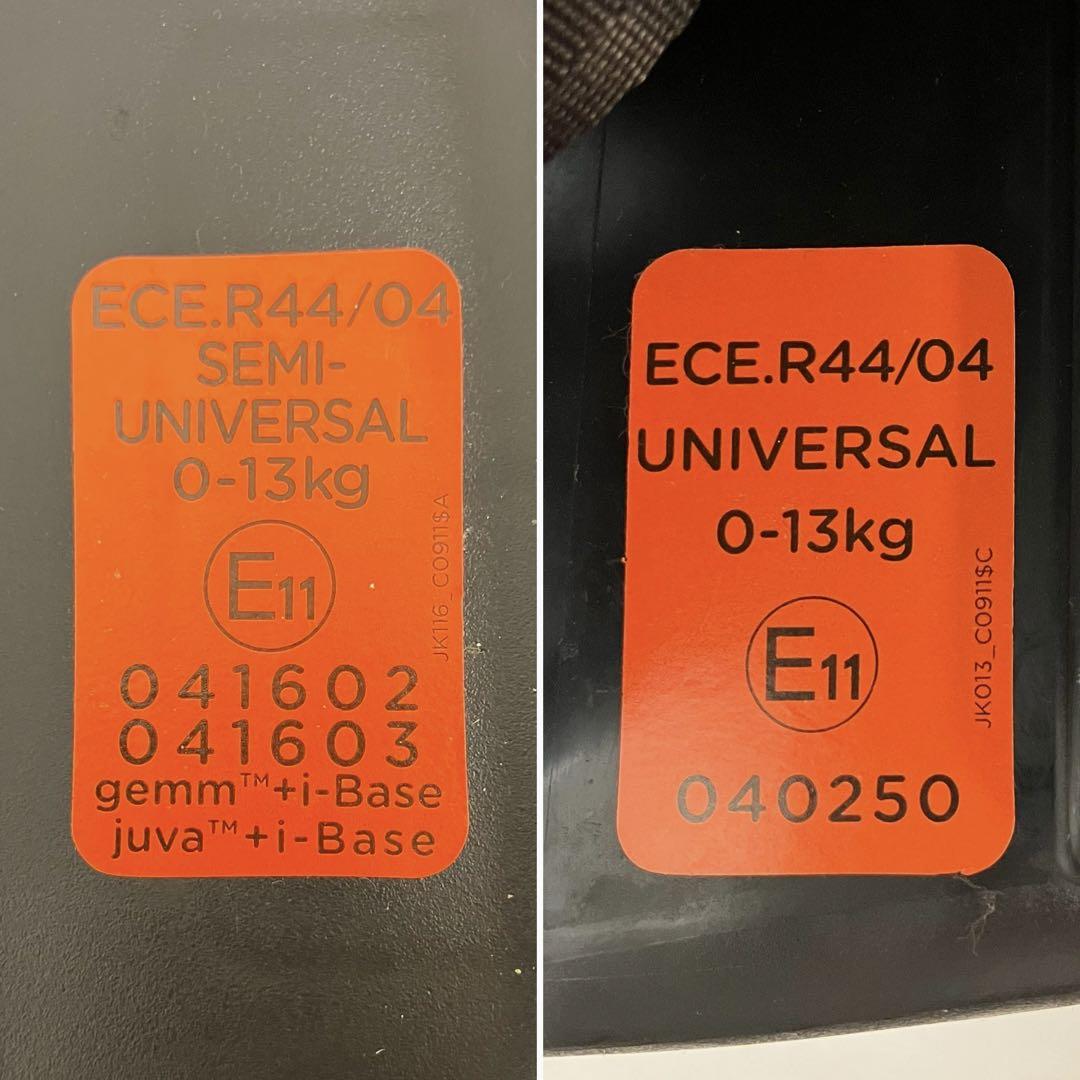 ECE.R44/04
SEMI-
UNIVERSAL
0-13kg
E11
JK116_C0911$A
041602
041603
gemm™+i-Base
juva™+i-Base
ECE.R44/04
UNIVERSAL
0-13kg
E11
JK013_C0911$C
040250